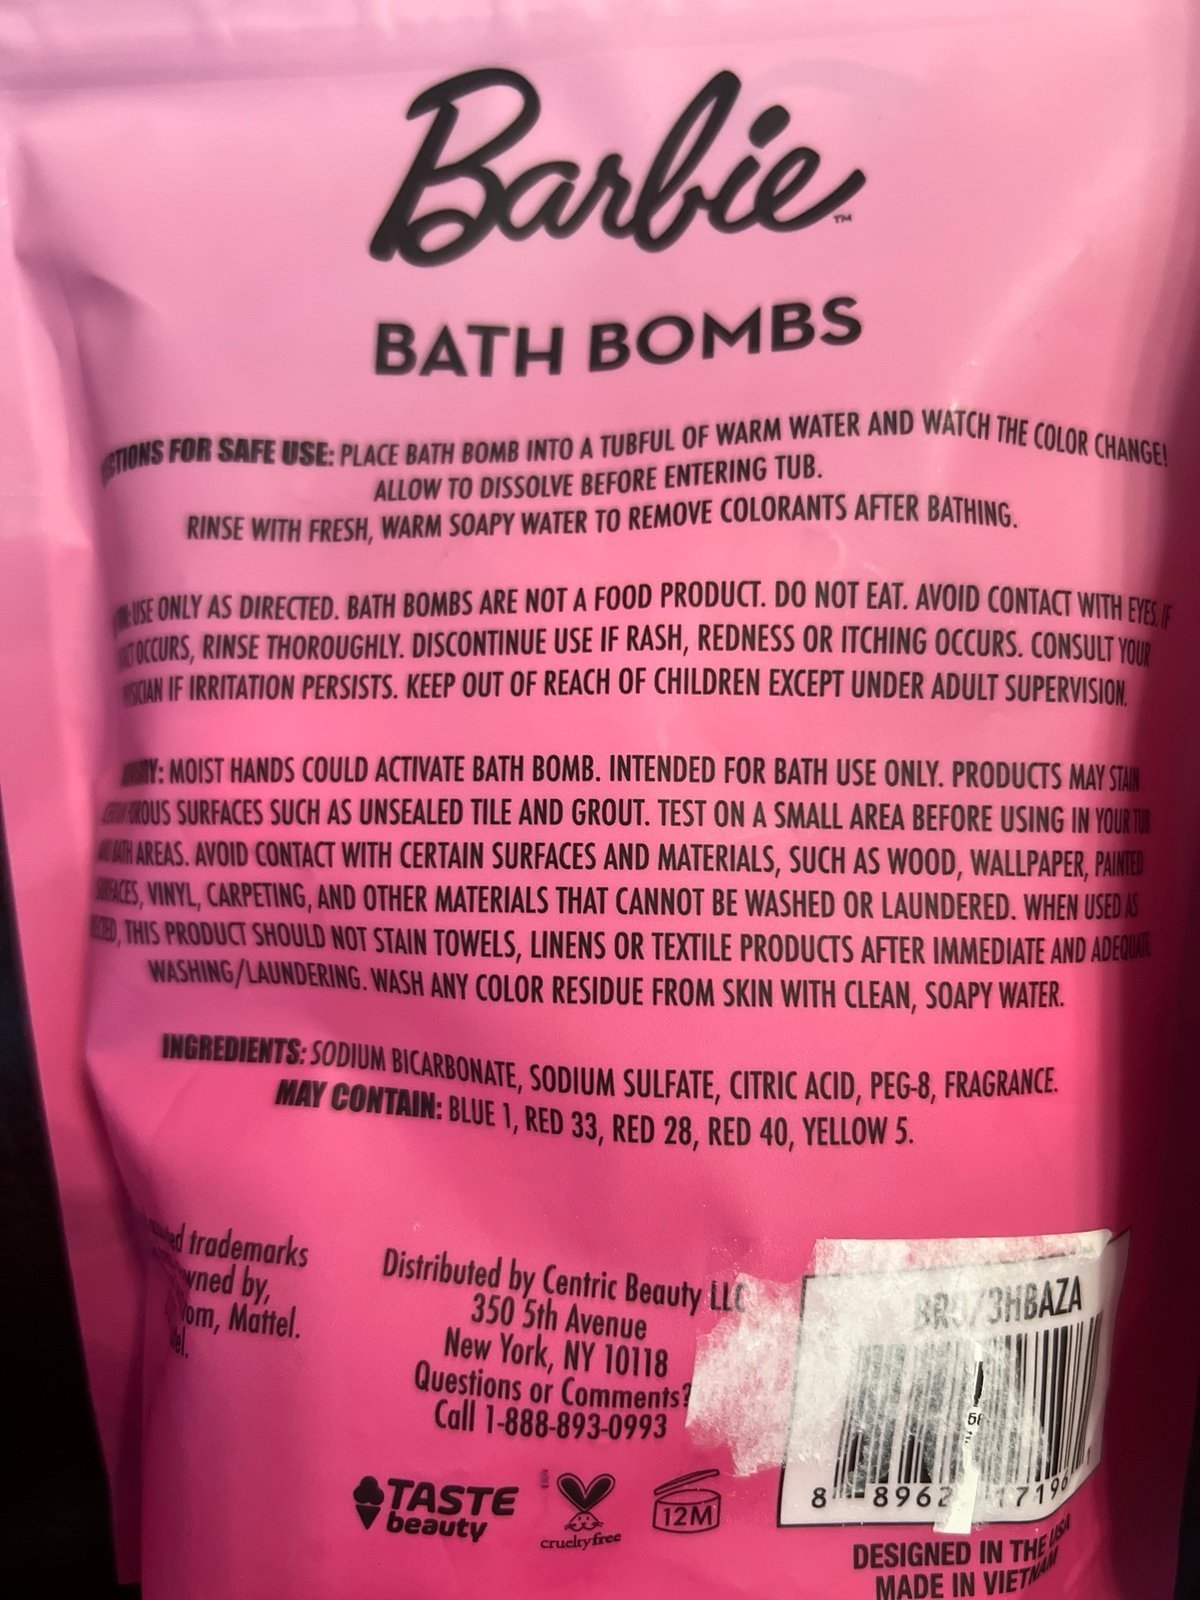 Barbie™
BATH BOMBS
FOR SAFE USE: PLACE BATH BOMB INTO A TUBFUL OF WARM WATER AND WATCH THE COLOR CHANGE!
ALLOW TO DISSOLVE BEFORE ENTERING TUB.
RINSE WITH FRESH, WARM SOAPY WATER TO REMOVE COLORANTS AFTER BATHING.
USE ONLY AS DIRECTED. BATH BOMBS ARE NOT A FOOD PRODUCT. DO NOT EAT. AVOID CONTACT WITH EYES. IF
OCCURS, RINSE THOROUGHLY. DISCONTINUE USE IF RASH, REDNESS OR ITCHING OCCURS. CONSULT YOUR
IF IRRITATION PERSISTS. KEEP OUT OF REACH OF CHILDREN EXCEPT UNDER ADULT SUPERVISION.
MOIST HANDS COULD ACTIVATE BATH BOMB. INTENDED FOR BATH USE ONLY. PRODUCTS MAY STAIN
SURFACES SUCH AS UNSEALED TILE AND GROUT. TEST ON A SMALL AREA BEFORE USING IN YOUR TUB
AREAS. AVOID CONTACT WITH CERTAIN SURFACES AND MATERIALS, SUCH AS WOOD, WALLPAPER, PAINTED
SURFACES, VINYL, CARPETING, AND OTHER MATERIALS THAT CANNOT BE WASHED OR LAUNDERED. WHEN USED AS
THIS PRODUCT SHOULD NOT STAIN TOWELS, LINENS OR TEXTILE PRODUCTS AFTER IMMEDIATE AND ADEQUATE
WASHING/LAUNDERING. WASH ANY COLOR RESIDUE FROM SKIN WITH CLEAN, SOAPY WATER.
INGREDIENTS: SODIUM BICARBONATE, SODIUM SULFATE, CITRIC ACID, PEG-8, FRAGRANCE.
MAY CONTAIN: BLUE 1, RED 33, RED 28, RED 40, YELLOW 5.
trademarks
by,
Mattel.
Distributed by Centric Beauty LLC
350 5th Avenue
New York, NY 10118
Questions or Comments?
Call 1-888-893-0993
TASTE
beauty
cruelty free
12M
DESIGNED IN THE USA
MADE IN VIETNAM